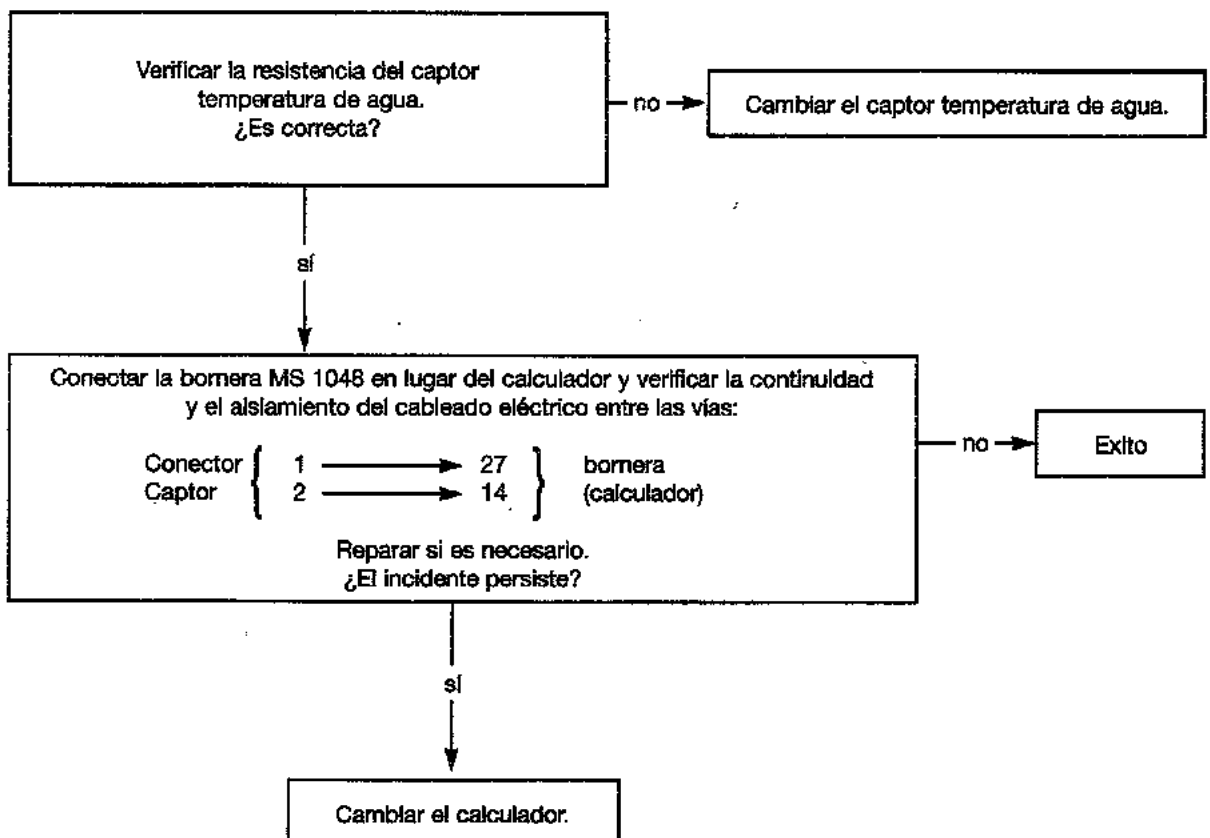 Verificar la resistencia del captor
temperatura de agua.
¿Es correcta?
no
Cambiar el captor temperatura de agua.
sí
Conectar la bornera MS 1048 en lugar del calculador y verificar la continuidad
y el aislamiento del cableado eléctrico entre las vías:
Conector { 1 → 27 } bornera
Captor 2 → 14 (calculador)
Reparar si es necesario.
¿El incidente persiste?
no
Exito
sí
Cambiar el calculador.